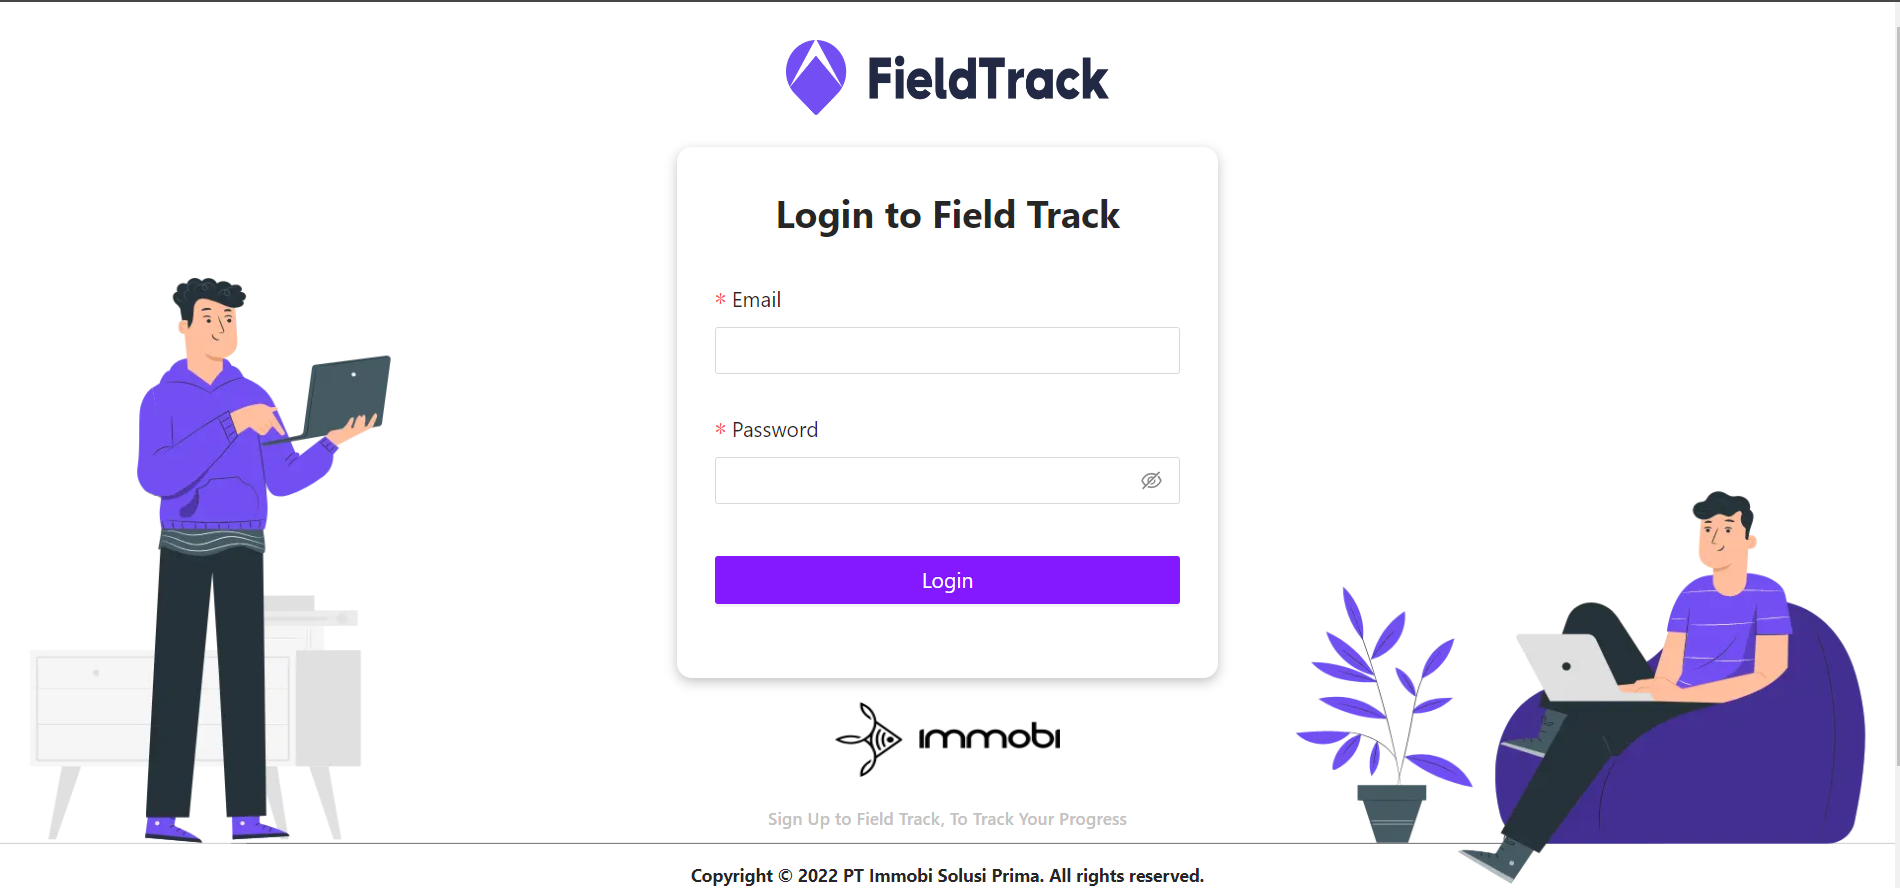 FieldTrack
Login to Field Track
* Email
* Password
Login
immobi
Sign Up to Field Track, To Track Your Progress
Copyright © 2022 PT Immobi Solusi Prima. All rights reserved.